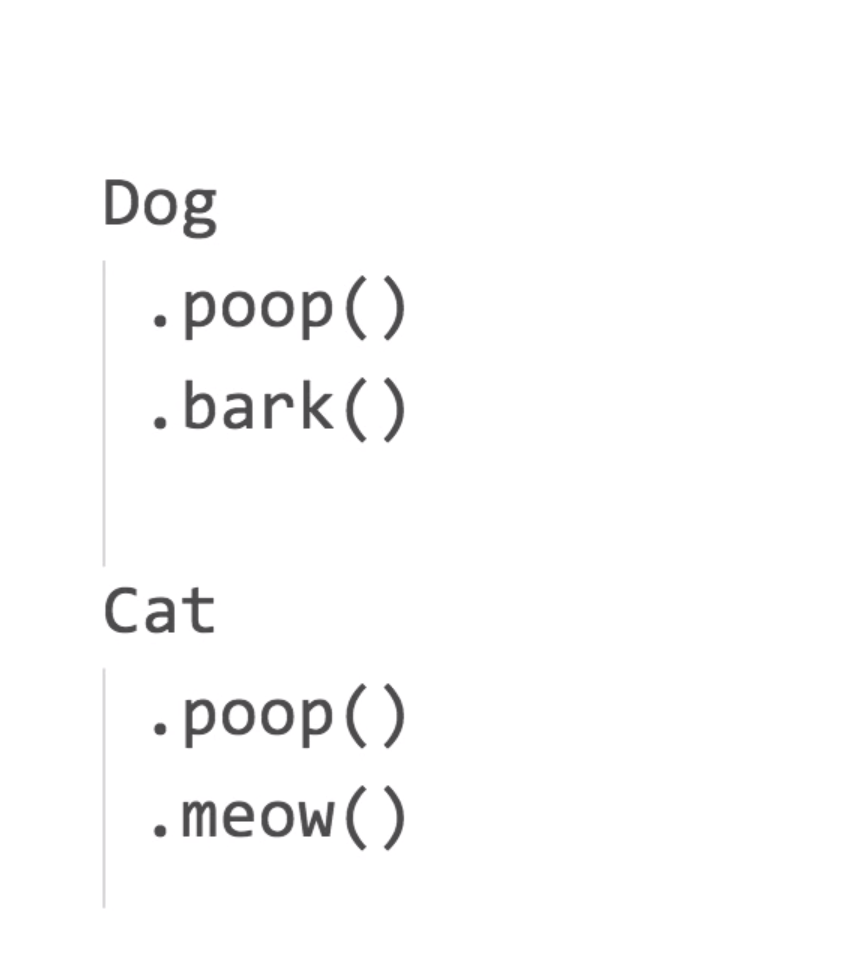 Dog
.poop()
.bark()
Cat
.poop()
.meow()